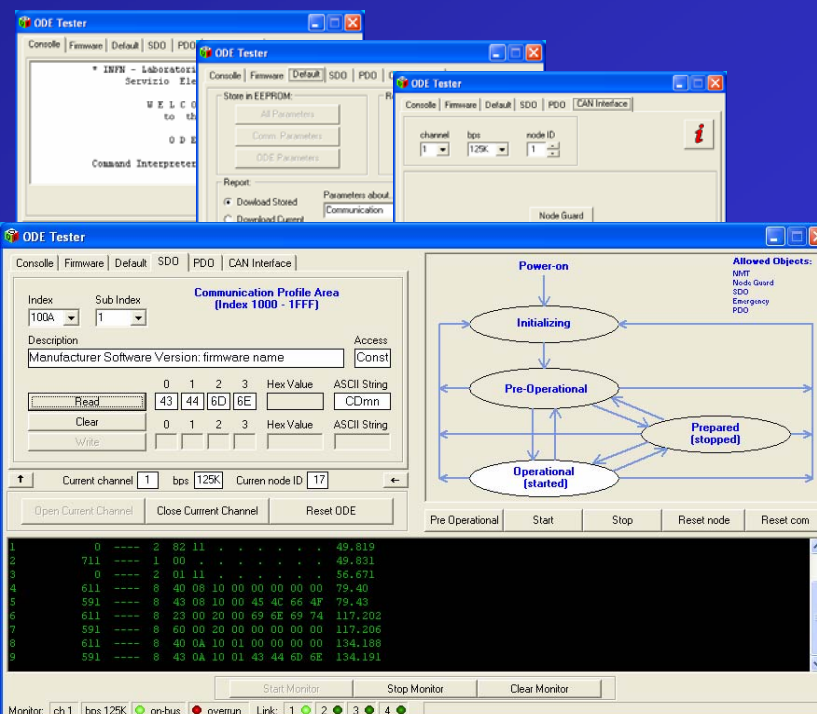 ODE Tester
Console Firmware Default SDO PDO
* INFN - Laboratori
Servizio Ele
W E L C O
to th
O D E
Command Interpreter
ODE Tester
Console Firmware Default SDO PDO
Store in EEPROM:
All Parameters
Comm. Parameters
ODE Parameters
Report:
Dowload Stored
Download Current
Parameters about..
Communication
ODE Tester
Console Firmware Default SDO PDO CAN Interface
channel bps node ID
1 125K 1
i
Node Guard
ODE Tester
Console Firmware Default SDO PDO CAN Interface
Index Sub Index
100A 1
Communication Profile Area
(Index 1000 - 1FFF)
Description Access
Manufacturer Software Version: firmware name Const
0 1 2 3 Hex Value ASCII String
Read 43 44 6D 6E CDmn
Clear 0 1 2 3 Hex Value ASCII String
Write
Current channel 1 bps 125K Curren node ID 17
Open Current Channel Close Currrent Channel Reset ODE
Power-on
Allowed Objects:
NMT
Node Guard
SDO
Emergency
PDO
Initializing
Pre-Operational
Prepared
(stopped)
Operational
(started)
Pre Operational Start Stop Reset node Reset com
1 0 ---- 2 82 11 . . . . . . 49.819
2 711 ---- 1 00 . . . . . . . 49.831
3 0 ---- 2 01 11 . . . . . . 56.671
4 611 ---- 8 40 08 10 00 00 00 00 00 79.40
5 591 ---- 8 43 08 10 00 45 4C 66 4F 79.43
6 611 ---- 8 23 00 20 00 69 6E 69 74 117.202
7 591 ---- 8 60 00 20 00 00 00 00 00 117.206
8 611 ---- 8 40 0A 10 01 00 00 00 00 134.188
9 591 ---- 8 43 0A 10 01 43 44 6D 6E 134.191
Start Monitor Stop Monitor Clear Monitor
Monitor: ch 1 bps 125K on-bus overrun Link: 1 2 3 4